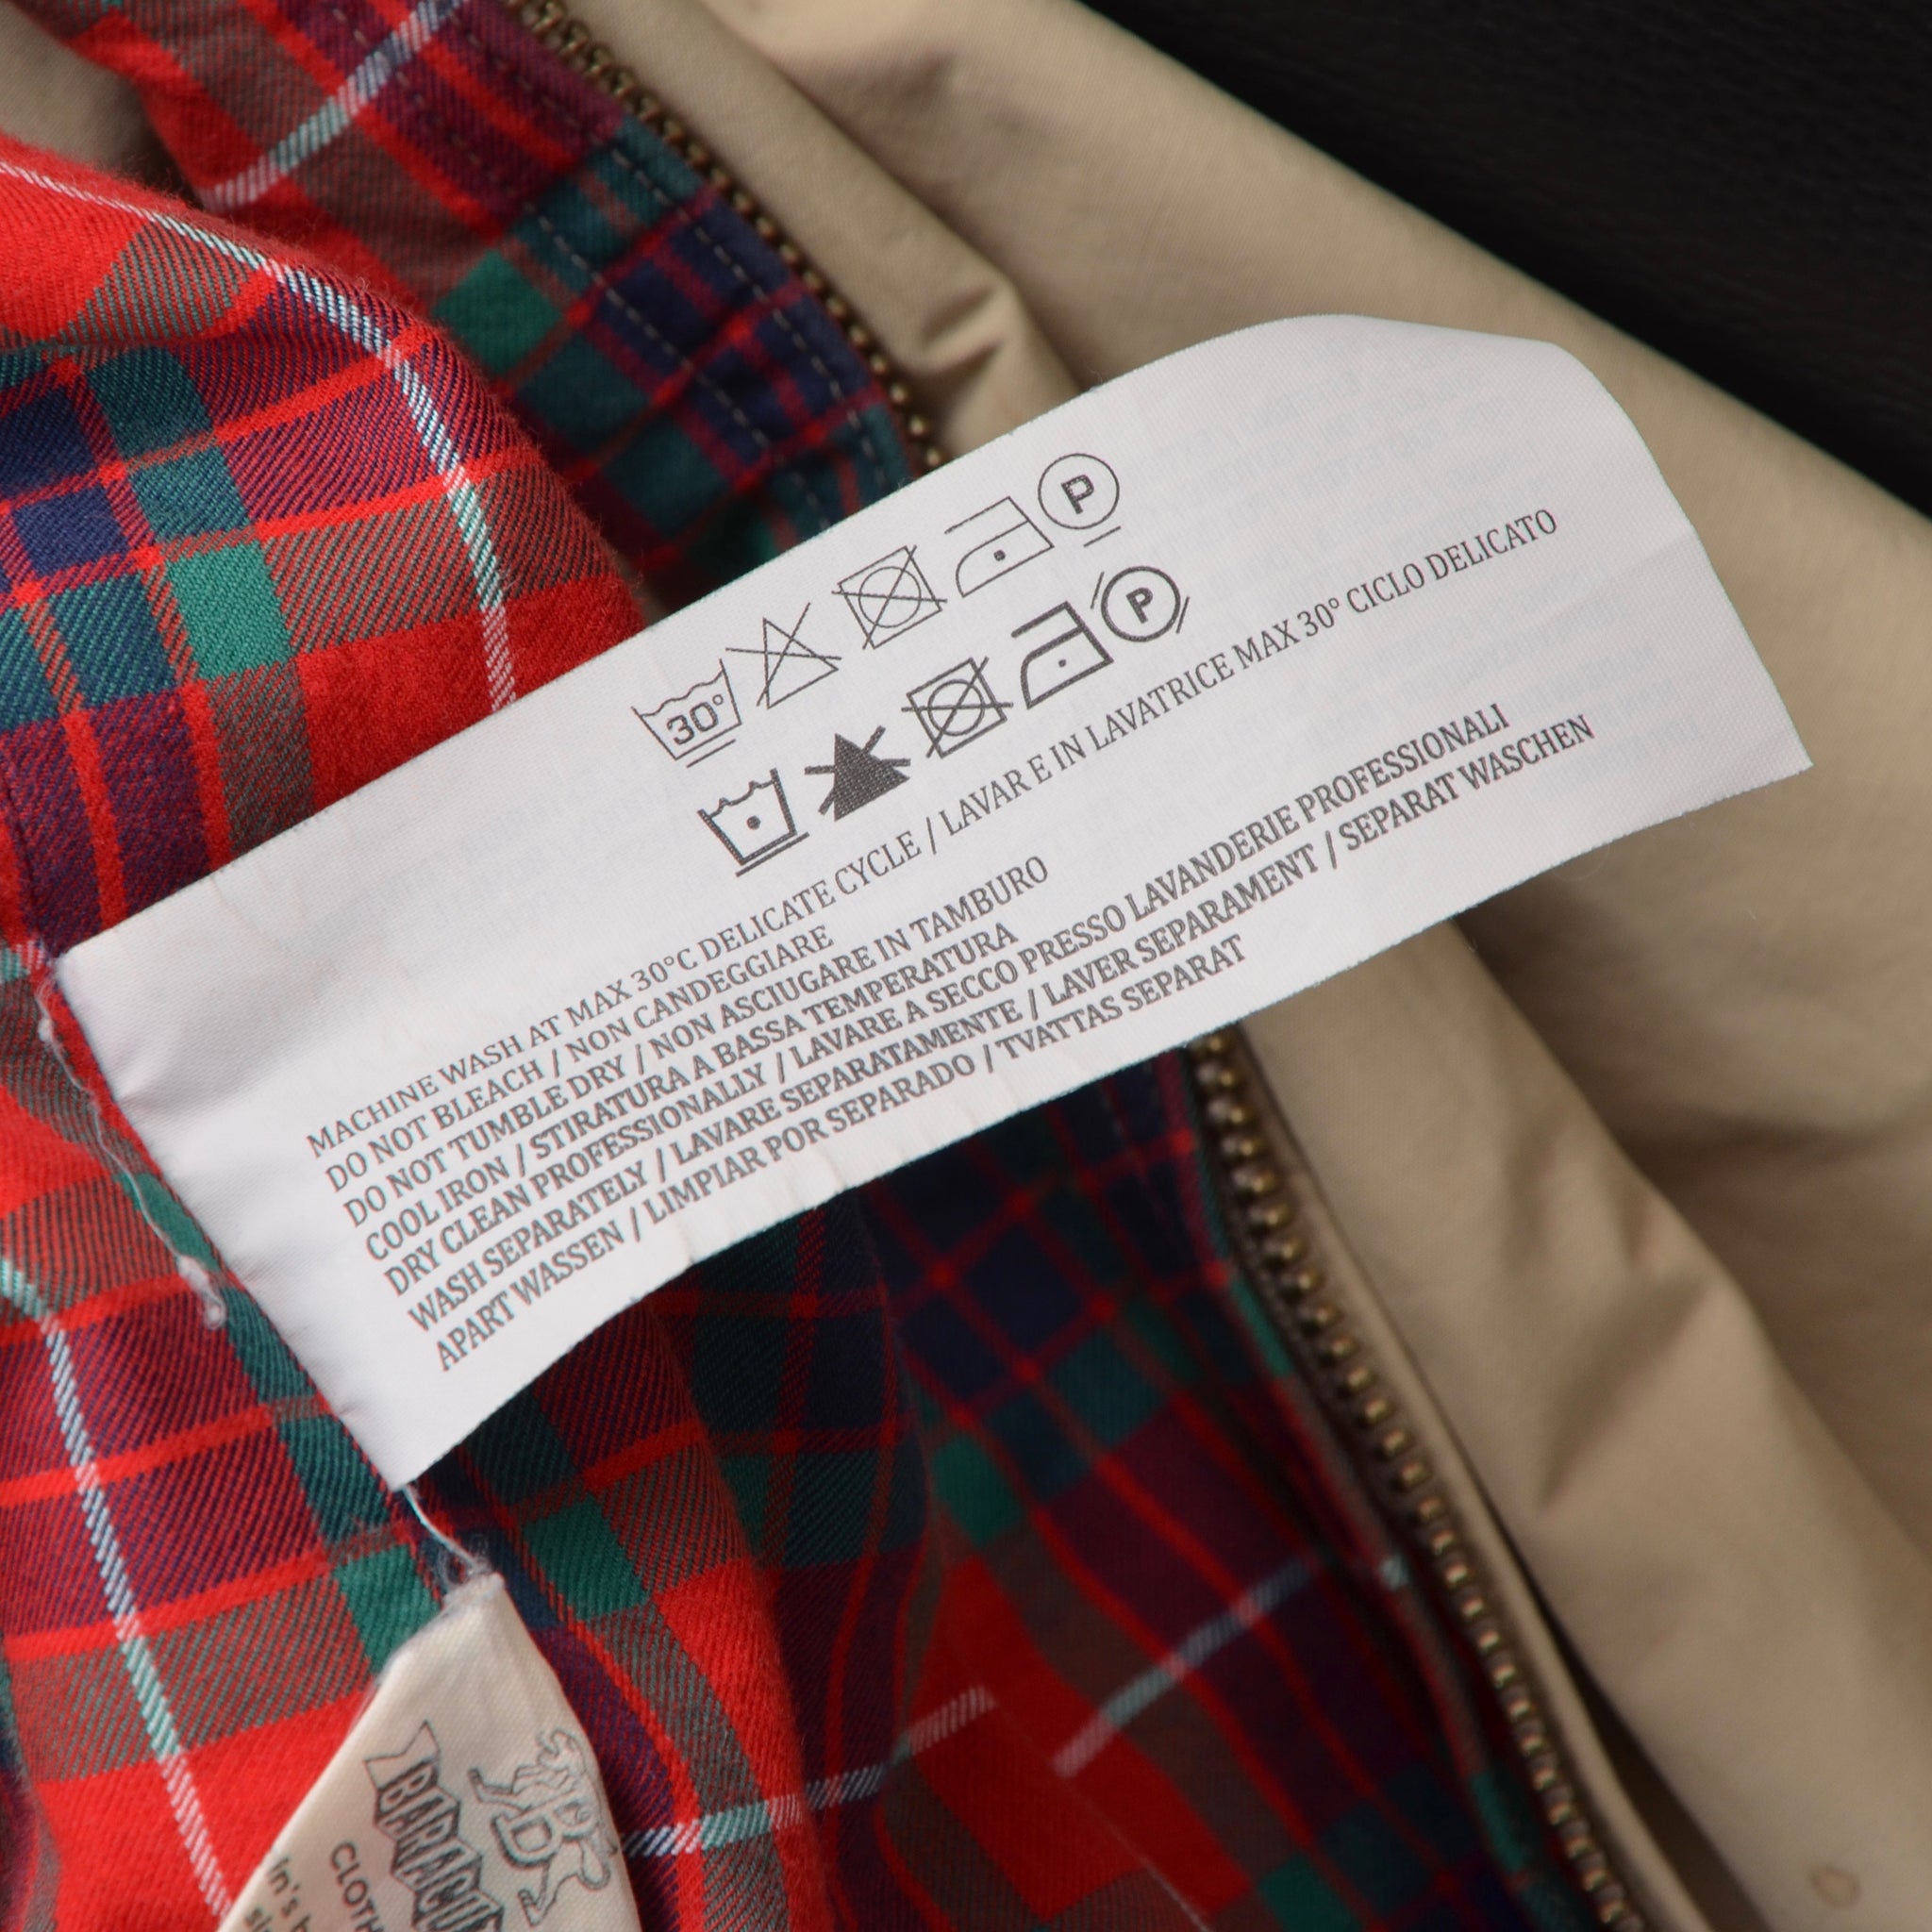 P
30°
P
MACHINE WASH AT MAX 30°C DELICATE CYCLE / LAVAR E IN LAVATRICE MAX 30° CICLO DELICATO
DO NOT BLEACH / NON CANDEGGIARE
DO NOT TUMBLE DRY / NON ASCIUGARE IN TAMBURO
COOL IRON / STIRATURA A BASSA TEMPERATURA
DRY CLEAN PROFESSIONALLY / LAVARE A SECCO PRESSO LAVANDERIE PROFESSIONALI
WASH SEPARATELY / LAVARE SEPARATAMENTE / LAVER SEPARAMENT / SEPARAT WASCHEN
APART WASSEN / LIMPIAR POR SEPARADO / TVATTAS SEPARAT